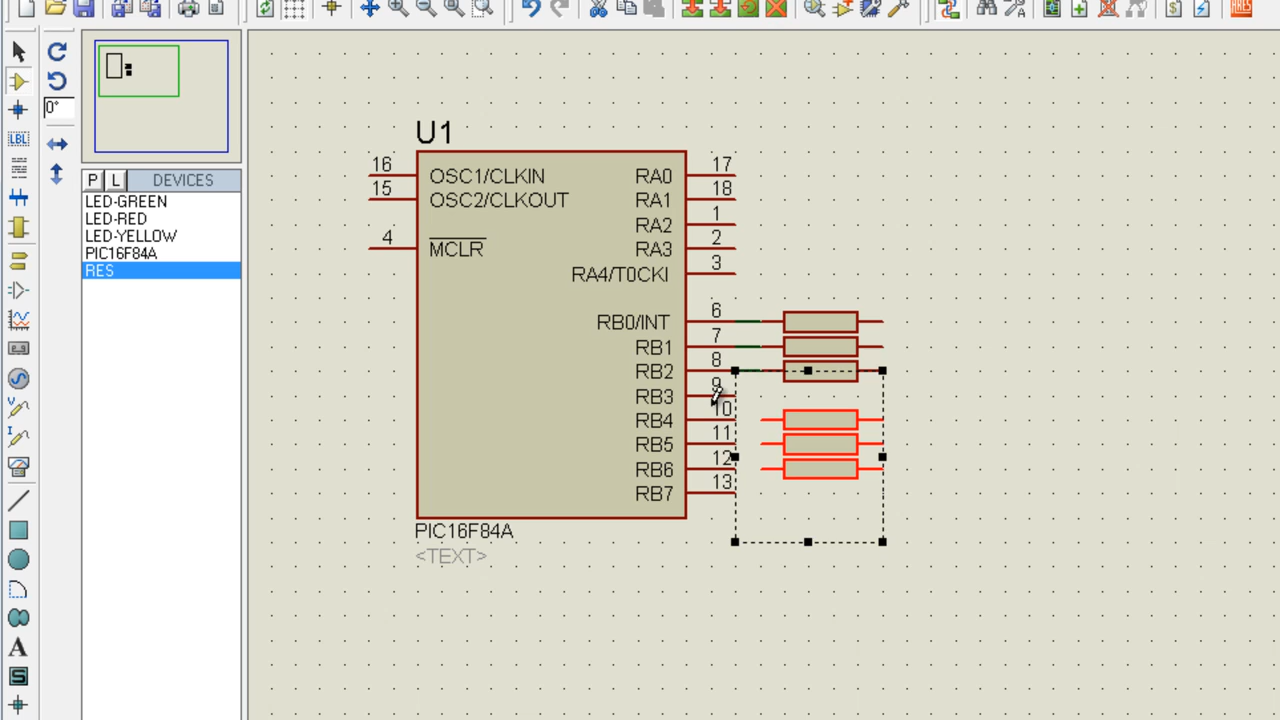 LBL
0°
P L DEVICES
LED-GREEN
LED-RED
LED-YELLOW
PIC16F84A
RES
A
S
V
I
$
ARES
U1
16 OSC1/CLKIN RA0 17
15 OSC2/CLKOUT RA1 18
RA2 1
4 MCLR RA3 2
RA4/T0CKI 3
RB0/INT 6
RB1 7
RB2 8
RB3 9
RB4 10
RB5 11
RB6 12
RB7 13
PIC16F84A
<TEXT>